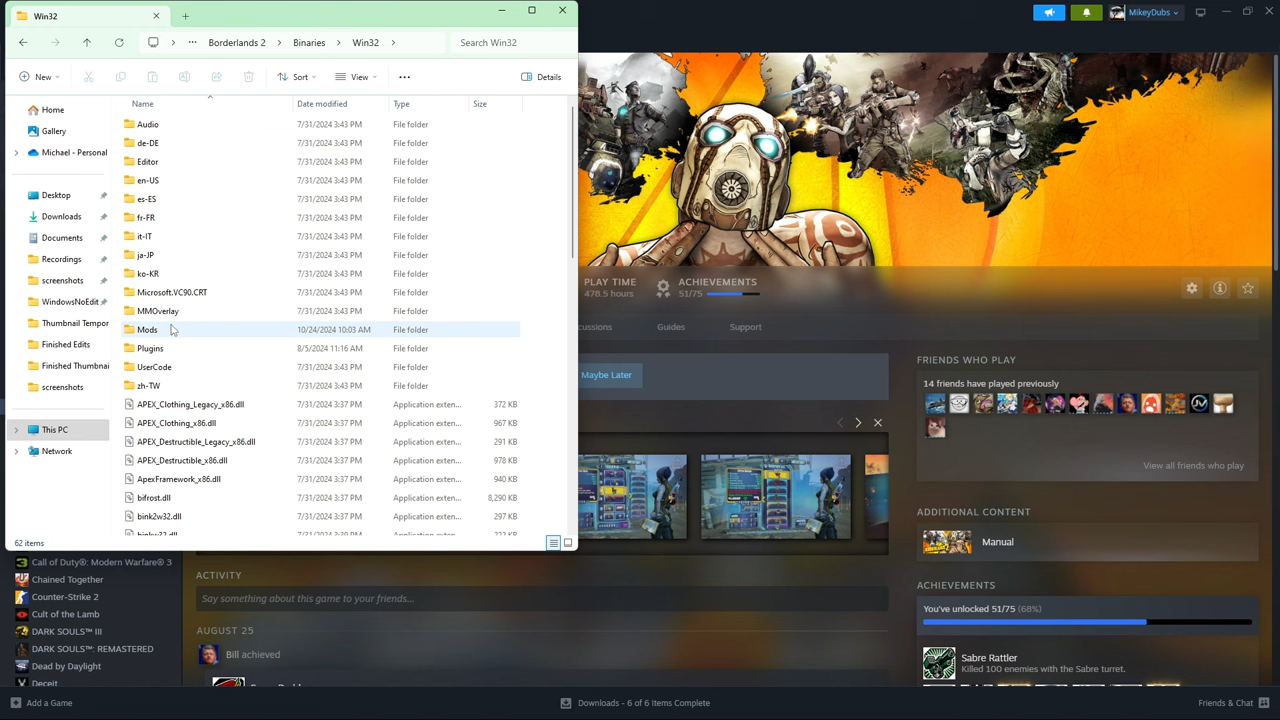 Win32
Borderlands 2 > Binaries > Win32 >
Search Win32
New
Sort
View
Details
Name Date modified Type Size
Home
Gallery
Michael - Personal
Desktop
Downloads
Documents
Recordings
screenshots
WindowsNoEdit
Thumbnail Tempor
Finished Edits
Finished Thumbnai
screenshots
This PC
Network
Audio 7/31/2024 3:43 PM File folder
de-DE 7/31/2024 3:43 PM File folder
Editor 7/31/2024 3:43 PM File folder
en-US 7/31/2024 3:43 PM File folder
es-ES 7/31/2024 3:43 PM File folder
fr-FR 7/31/2024 3:43 PM File folder
it-IT 7/31/2024 3:43 PM File folder
ja-JP 7/31/2024 3:43 PM File folder
ko-KR 7/31/2024 3:43 PM File folder
Microsoft.VC90.CRT 7/31/2024 3:43 PM File folder
MMOverlay 7/31/2024 3:43 PM File folder
Mods 10/24/2024 10:03 AM File folder
Plugins 8/5/2024 11:16 AM File folder
UserCode 7/31/2024 3:43 PM File folder
zh-TW 7/31/2024 3:43 PM File folder
APEX_Clothing_Legacy_x86.dll 7/31/2024 3:37 PM Application exten... 372 KB
APEX_Clothing_x86.dll 7/31/2024 3:37 PM Application exten... 967 KB
APEX_Destructible_Legacy_x86.dll 7/31/2024 3:37 PM Application exten... 291 KB
APEX_Destructible_x86.dll 7/31/2024 3:37 PM Application exten... 978 KB
ApexFramework_x86.dll 7/31/2024 3:37 PM Application exten... 940 KB
bifrost.dll 7/31/2024 3:37 PM Application exten... 8,290 KB
bink2w32.dll 7/31/2024 3:37 PM Application exten... 297 KB
62 items
MikeyDubs
PLAY TIME
478.5 hours
ACHIEVEMENTS
51/75
cussions
Guides
Support
Maybe Later
FRIENDS WHO PLAY
14 friends have played previously
View all friends who play
ADDITIONAL CONTENT
Manual
ACHIEVEMENTS
You've unlocked 51/75 (68%)
Sabre Rattler
Killed 100 enemies with the Sabre turret.
ACTIVITY
Say something about this game to your friends...
AUGUST 25
Bill achieved
Call of Duty®: Modern Warfare® 3
Chained Together
Counter-Strike 2
Cult of the Lamb
DARK SOULS™ III
DARK SOULS™: REMASTERED
Dead by Daylight
Deceit
Add a Game
Downloads - 6 of 6 Items Complete
Friends & Chat